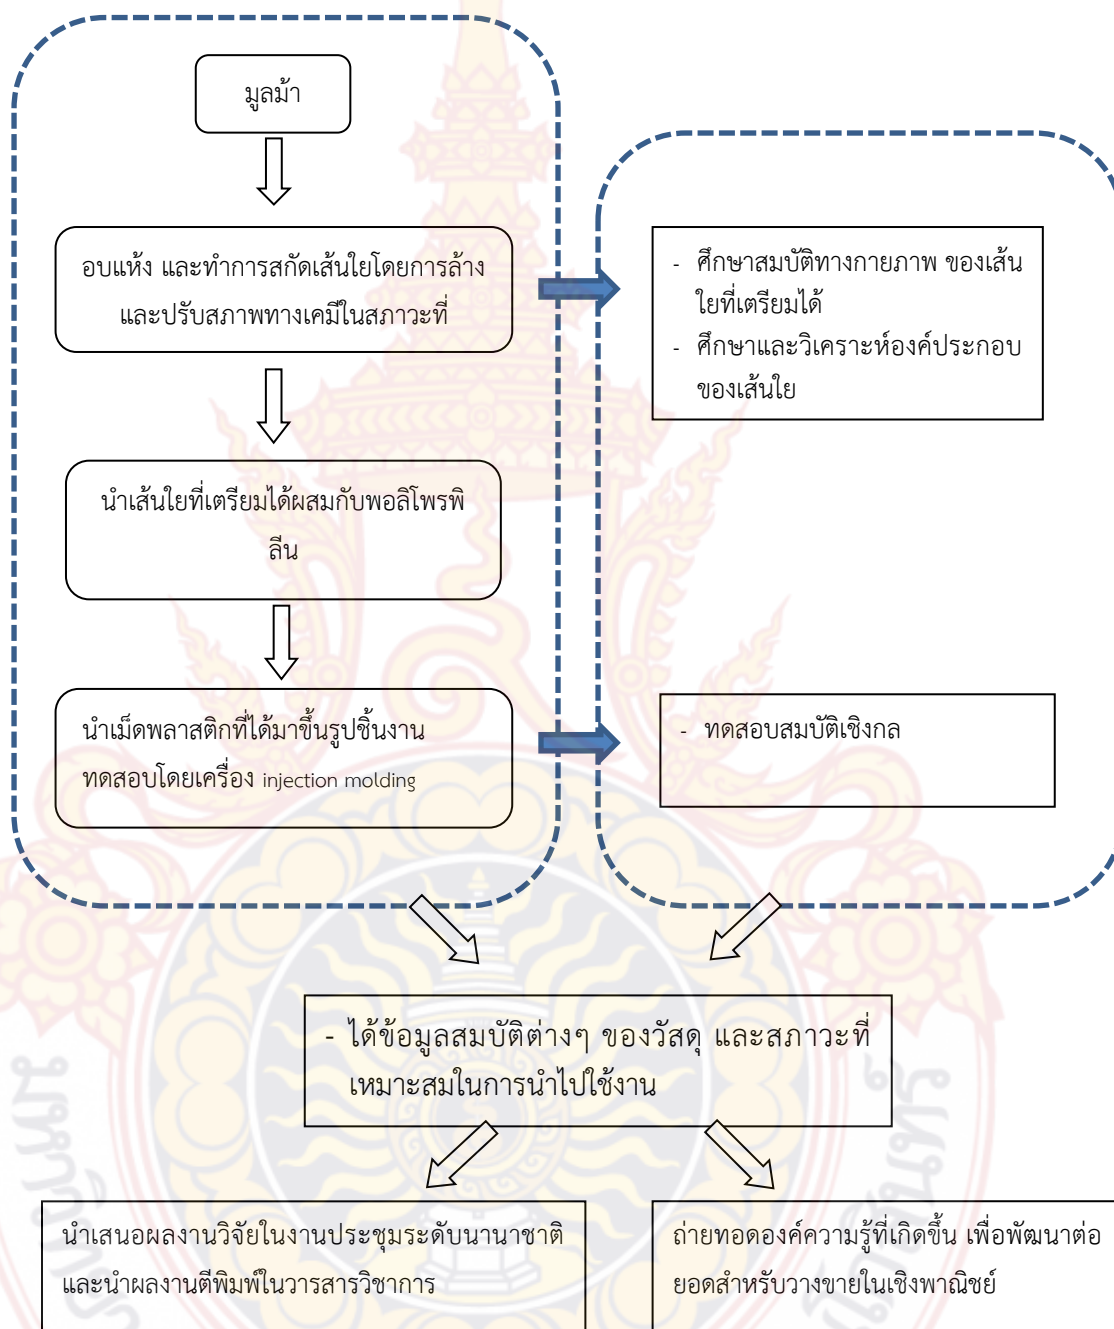 มูลม้า
อบแห้ง และทำการสกัดเส้นใยโดยการล้าง
และปรับสภาพทางเคมีในสภาวะที่
- ศึกษาสมบัติทางกายภาพ ของเส้น
ใยที่เตรียมได้
- ศึกษาและวิเคราะห์องค์ประกอบ
ของเส้นใย
นำเส้นใยที่เตรียมได้ผสมกับพอลิโพรพิ
ลีน
นำเม็ดพลาสติกที่ได้มาขึ้นรูปชิ้นงาน
ทดสอบโดยเครื่อง injection molding
- ทดสอบสมบัติเชิงกล
- ได้ข้อมูลสมบัติต่างๆ ของวัสดุ และสภาวะที่
เหมาะสมในการนำไปใช้งาน
นำเสนอผลงานวิจัยในงานประชุมระดับนานาชาติ
และนำผลงานตีพิมพ์ในวารสารวิชาการ
ถ่ายทอดองค์ความรู้ที่เกิดขึ้น เพื่อพัฒนาต่อ
ยอดสำหรับวางขายในเชิงพาณิชย์